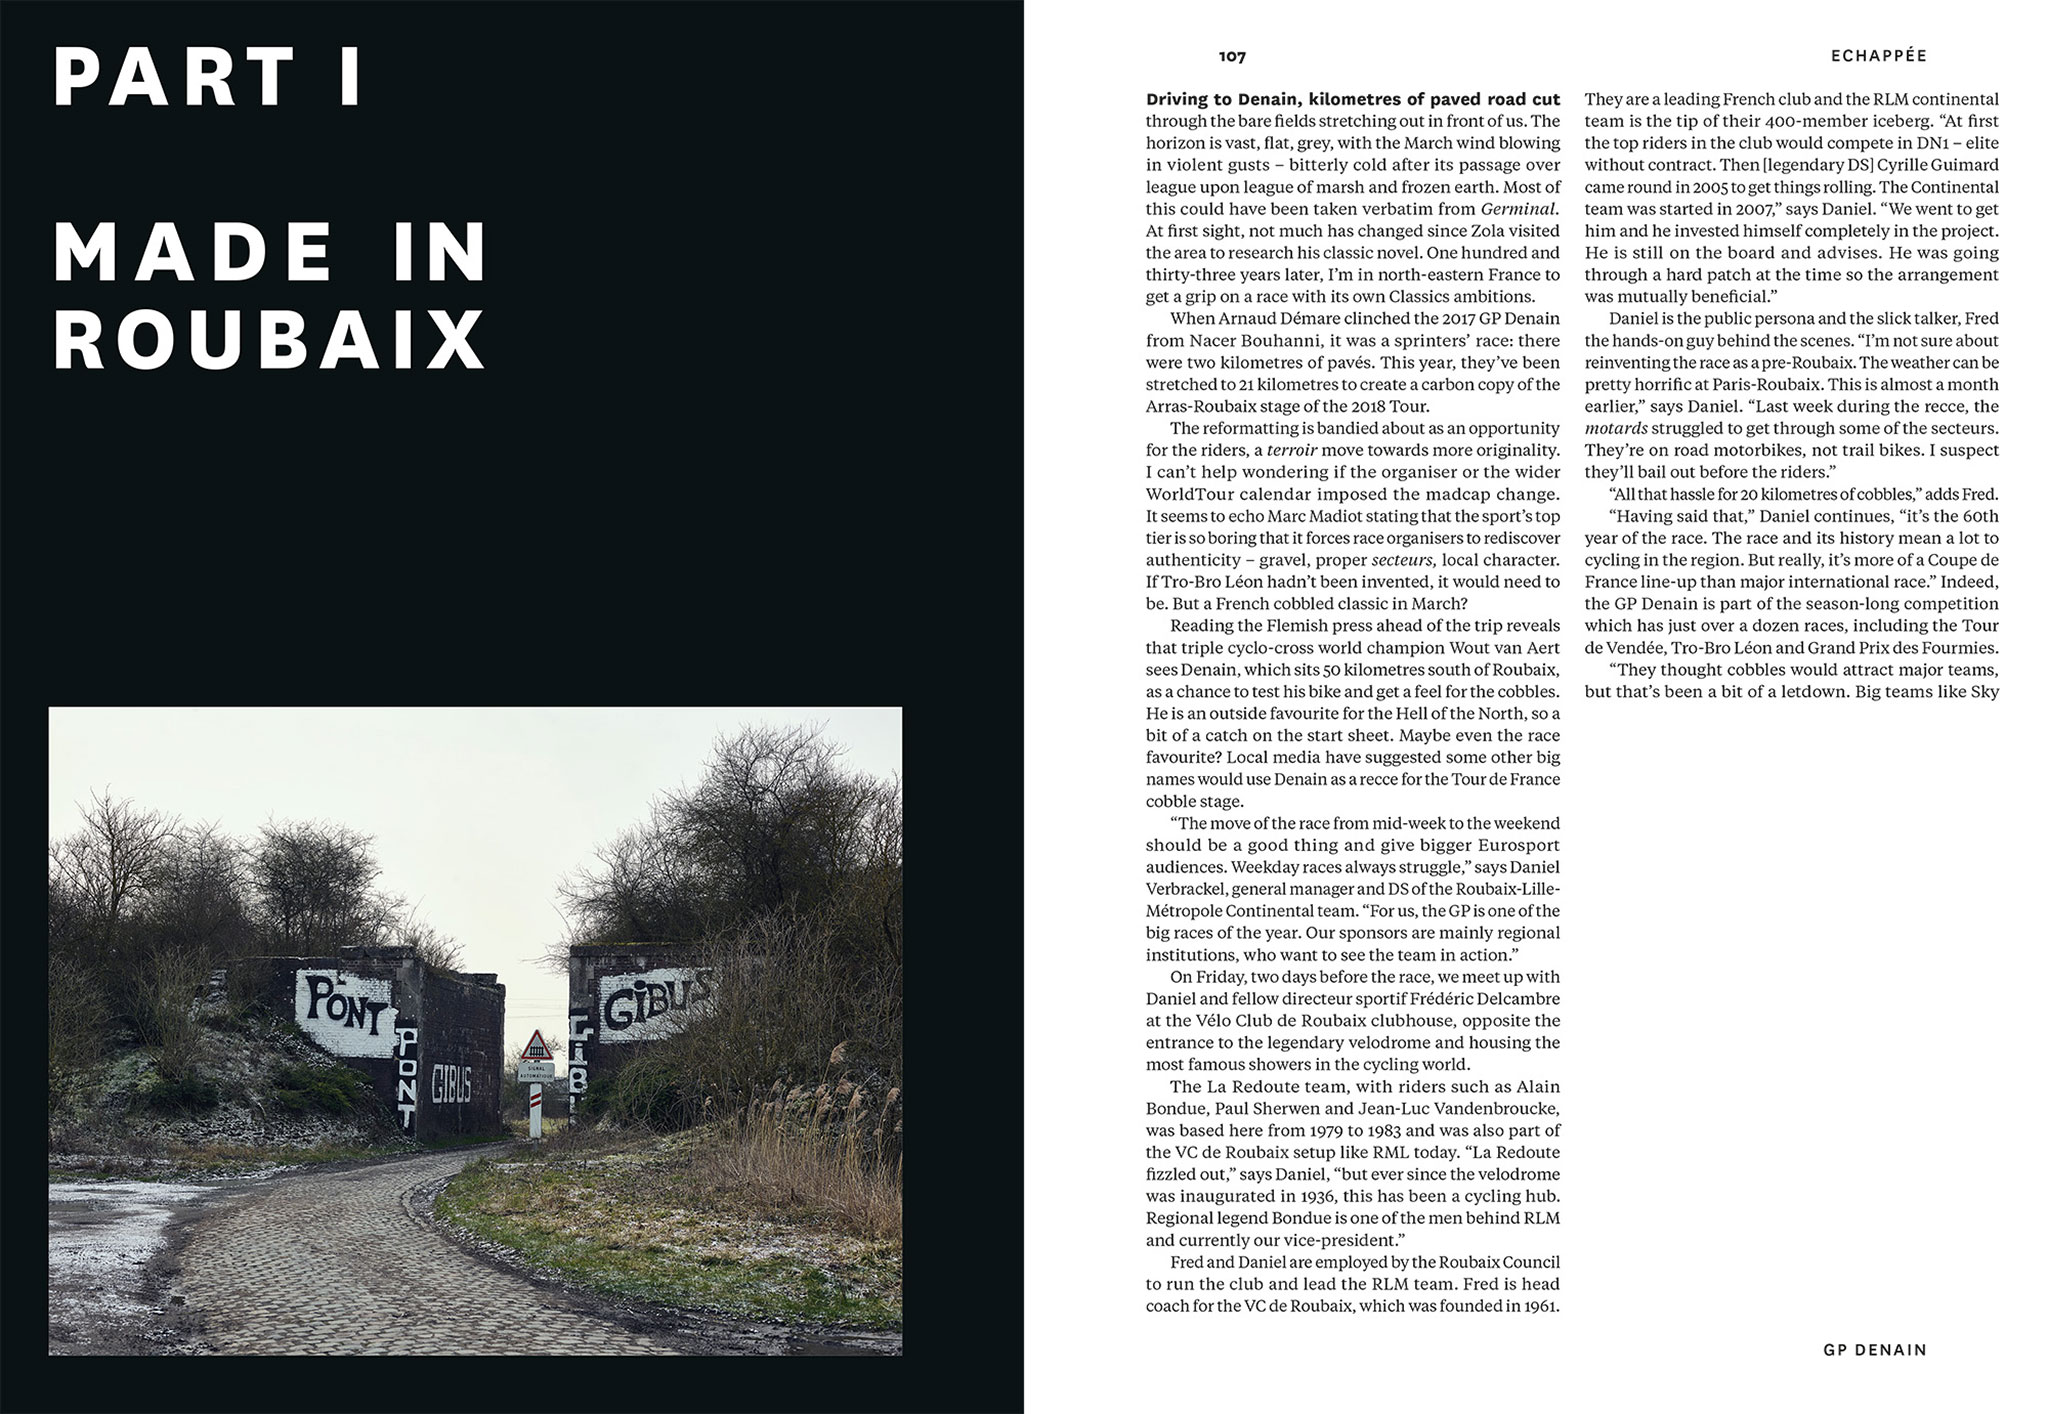 PART I
MADE IN
ROUBAIX
PONT
PONT
GIBUS
GIBUS
SIGNAL
AUTOMATIQUE
107
ECHAPPÉE
Driving to Denain, kilometres of paved road cut
through the bare fields stretching out in front of us. The
horizon is vast, flat, grey, with the March wind blowing
in violent gusts – bitterly cold after its passage over
league upon league of marsh and frozen earth. Most of
this could have been taken verbatim from Germinal.
At first sight, not much has changed since Zola visited
the area to research his classic novel. One hundred and
thirty-three years later, I’m in north-eastern France to
get a grip on a race with its own Classics ambitions.
When Arnaud Démare clinched the 2017 GP Denain
from Nacer Bouhanni, it was a sprinters’ race: there
were two kilometres of pavés. This year, they’ve been
stretched to 21 kilometres to create a carbon copy of the
Arras-Roubaix stage of the 2018 Tour.
The reformatting is bandied about as an opportunity
for the riders, a terroir move towards more originality.
I can’t help wondering if the organiser or the wider
WorldTour calendar imposed the madcap change.
It seems to echo Marc Madiot stating that the sport’s top
tier is so boring that it forces race organisers to rediscover
authenticity – gravel, proper secteurs, local character.
If Tro-Bro Léon hadn’t been invented, it would need to
be. But a French cobbled classic in March?
Reading the Flemish press ahead of the trip reveals
that triple cyclo-cross world champion Wout van Aert
sees Denain, which sits 50 kilometres south of Roubaix,
as a chance to test his bike and get a feel for the cobbles.
He is an outside favourite for the Hell of the North, so a
bit of a catch on the start sheet. Maybe even the race
favourite? Local media have suggested some other big
names would use Denain as a recce for the Tour de France
cobble stage.
“The move of the race from mid-week to the weekend
should be a good thing and give bigger Eurosport
audiences. Weekday races always struggle,” says Daniel
Verbrackel, general manager and DS of the Roubaix-Lille-
Métropole Continental team. “For us, the GP is one of the
big races of the year. Our sponsors are mainly regional
institutions, who want to see the team in action.”
On Friday, two days before the race, we meet up with
Daniel and fellow directeur sportif Frédéric Delcambre
at the Vélo Club de Roubaix clubhouse, opposite the
entrance to the legendary velodrome and housing the
most famous showers in the cycling world.
The La Redoute team, with riders such as Alain
Bondue, Paul Sherwen and Jean-Luc Vandenbroucke,
was based here from 1979 to 1983 and was also part of
the VC de Roubaix setup like RML today. “La Redoute
fizzled out,” says Daniel, “but ever since the velodrome
was inaugurated in 1936, this has been a cycling hub.
Regional legend Bondue is one of the men behind RLM
and currently our vice-president.”
Fred and Daniel are employed by the Roubaix Council
to run the club and lead the RLM team. Fred is head
coach for the VC de Roubaix, which was founded in 1961.
They are a leading French club and the RLM continental
team is the tip of their 400-member iceberg. “At first
the top riders in the club would compete in DN1 – elite
without contract. Then [legendary DS] Cyrille Guimard
came round in 2005 to get things rolling. The Continental
team was started in 2007,” says Daniel. “We went to get
him and he invested himself completely in the project.
He is still on the board and advises. He was going
through a hard patch at the time so the arrangement
was mutually beneficial.”
Daniel is the public persona and the slick talker, Fred
the hands-on guy behind the scenes. “I’m not sure about
reinventing the race as a pre-Roubaix. The weather can be
pretty horrific at Paris-Roubaix. This is almost a month
earlier,” says Daniel. “Last week during the recce, the
motards struggled to get through some of the secteurs.
They’re on road motorbikes, not trail bikes. I suspect
they’ll bail out before the riders.”
“All that hassle for 20 kilometres of cobbles,” adds Fred.
“Having said that,” Daniel continues, “it’s the 60th
year of the race. The race and its history mean a lot to
cycling in the region. But really, it’s more of a Coupe de
France line-up than major international race.” Indeed,
the GP Denain is part of the season-long competition
which has just over a dozen races, including the Tour
de Vendée, Tro-Bro Léon and Grand Prix des Fourmies.
“They thought cobbles would attract major teams,
but that’s been a bit of a letdown. Big teams like Sky
GP DENAIN